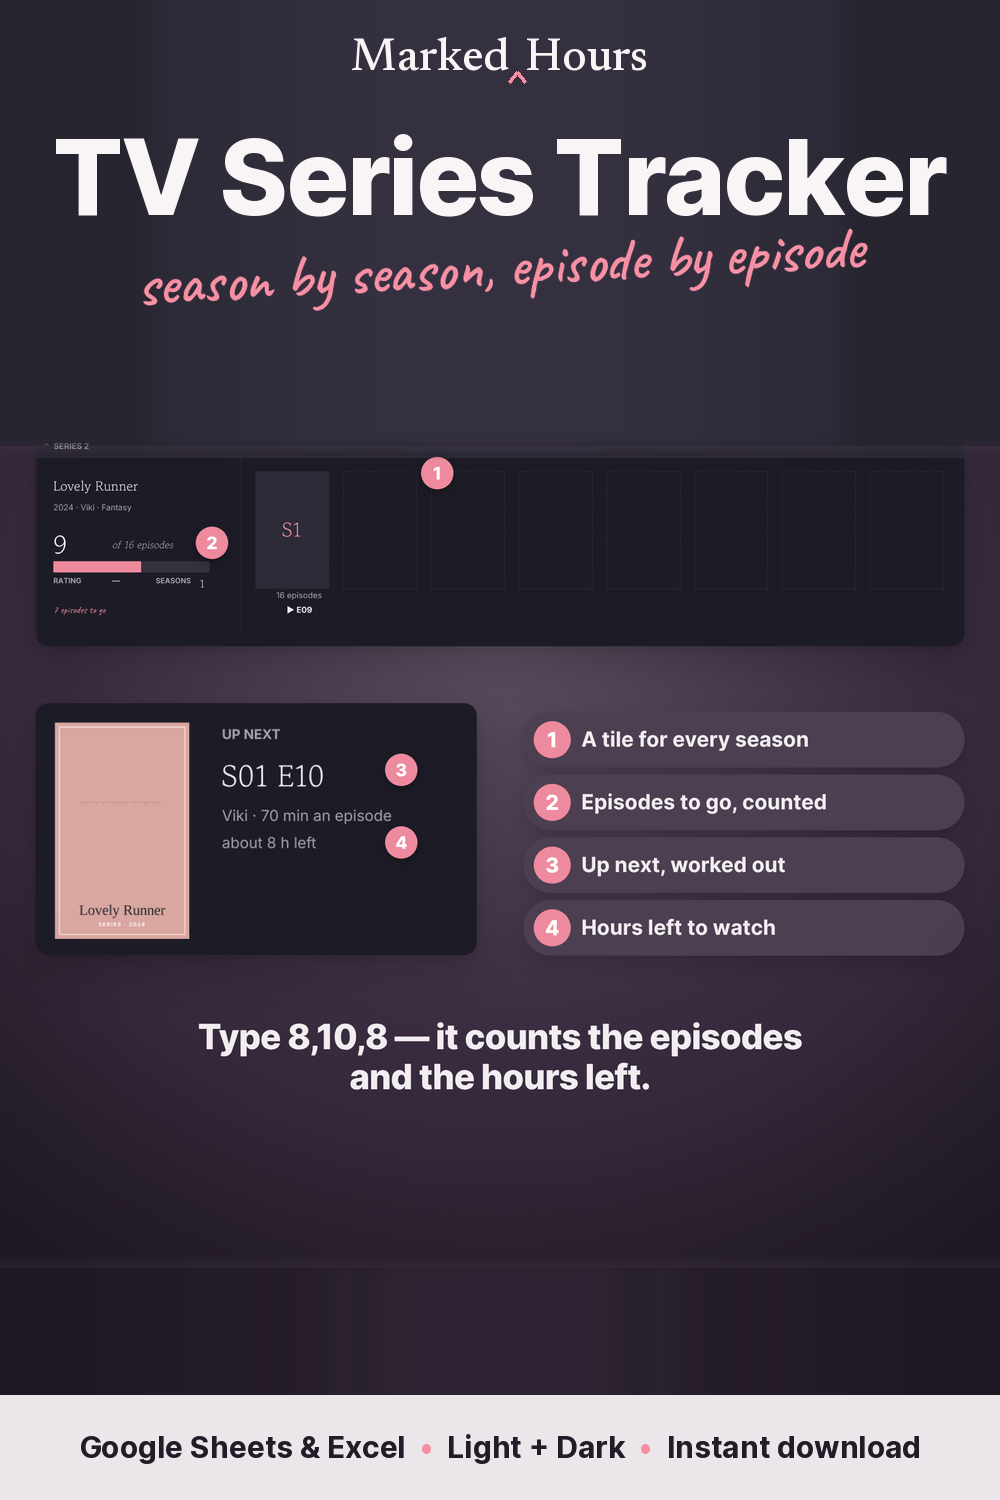 Marked Hours
TV Series Tracker
season by season, episode by episode
SERIES 2
Lovely Runner
2024 · Viki · Fantasy
9 of 16 episodes
2
RATING — SEASONS 1
7 episodes to go
1
S1
16 episodes
▶ E09
UP NEXT
S01 E10
3
Viki · 70 min an episode
about 8 h left
4
Lovely Runner
SERIES · 2024
1 A tile for every season
2 Episodes to go, counted
3 Up next, worked out
4 Hours left to watch
Type 8,10,8 — it counts the episodes
and the hours left.
Google Sheets & Excel • Light + Dark • Instant download